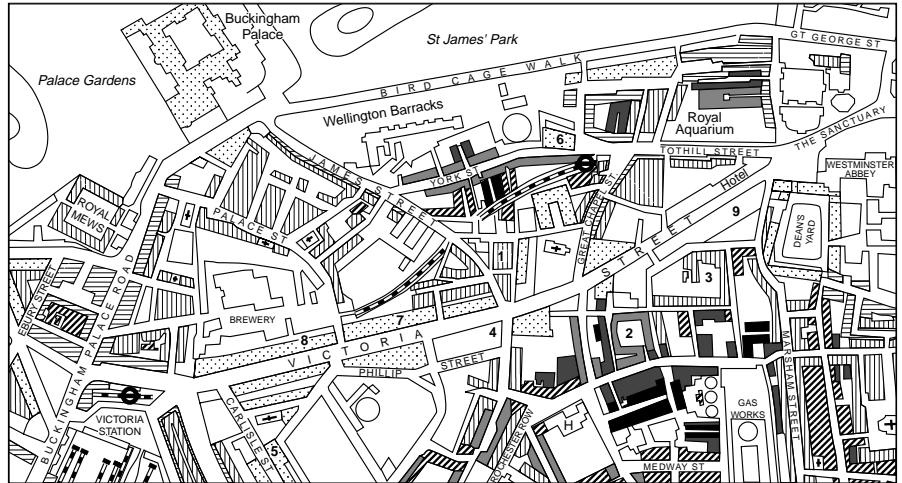 Buckingham
Palace
St James' Park
GT GEORGE ST
Palace Gardens
BIRD CAGE WALK
Wellington Barracks
Royal
Aquarium
THE SANCTUARY
6
TOTHILL STREET
JAMES STREET
YORK ST
WESTMINSTER
ABBEY
ROYAL
MEWS
PALACE ST
GREAT CHAPEL ST
Hotel
9
DEAN'S
YARD
1
3
EBURY STREET
BUCKINGHAM PALACE ROAD
BREWERY
8
7
4
2
VICTORIA STREET
PHILLIP STREET
MARSHAM STREET
VICTORIA
STATION
CARLISLE ST
5
ROCHESTER ROW
H
GAS
WORKS
MEDWAY ST